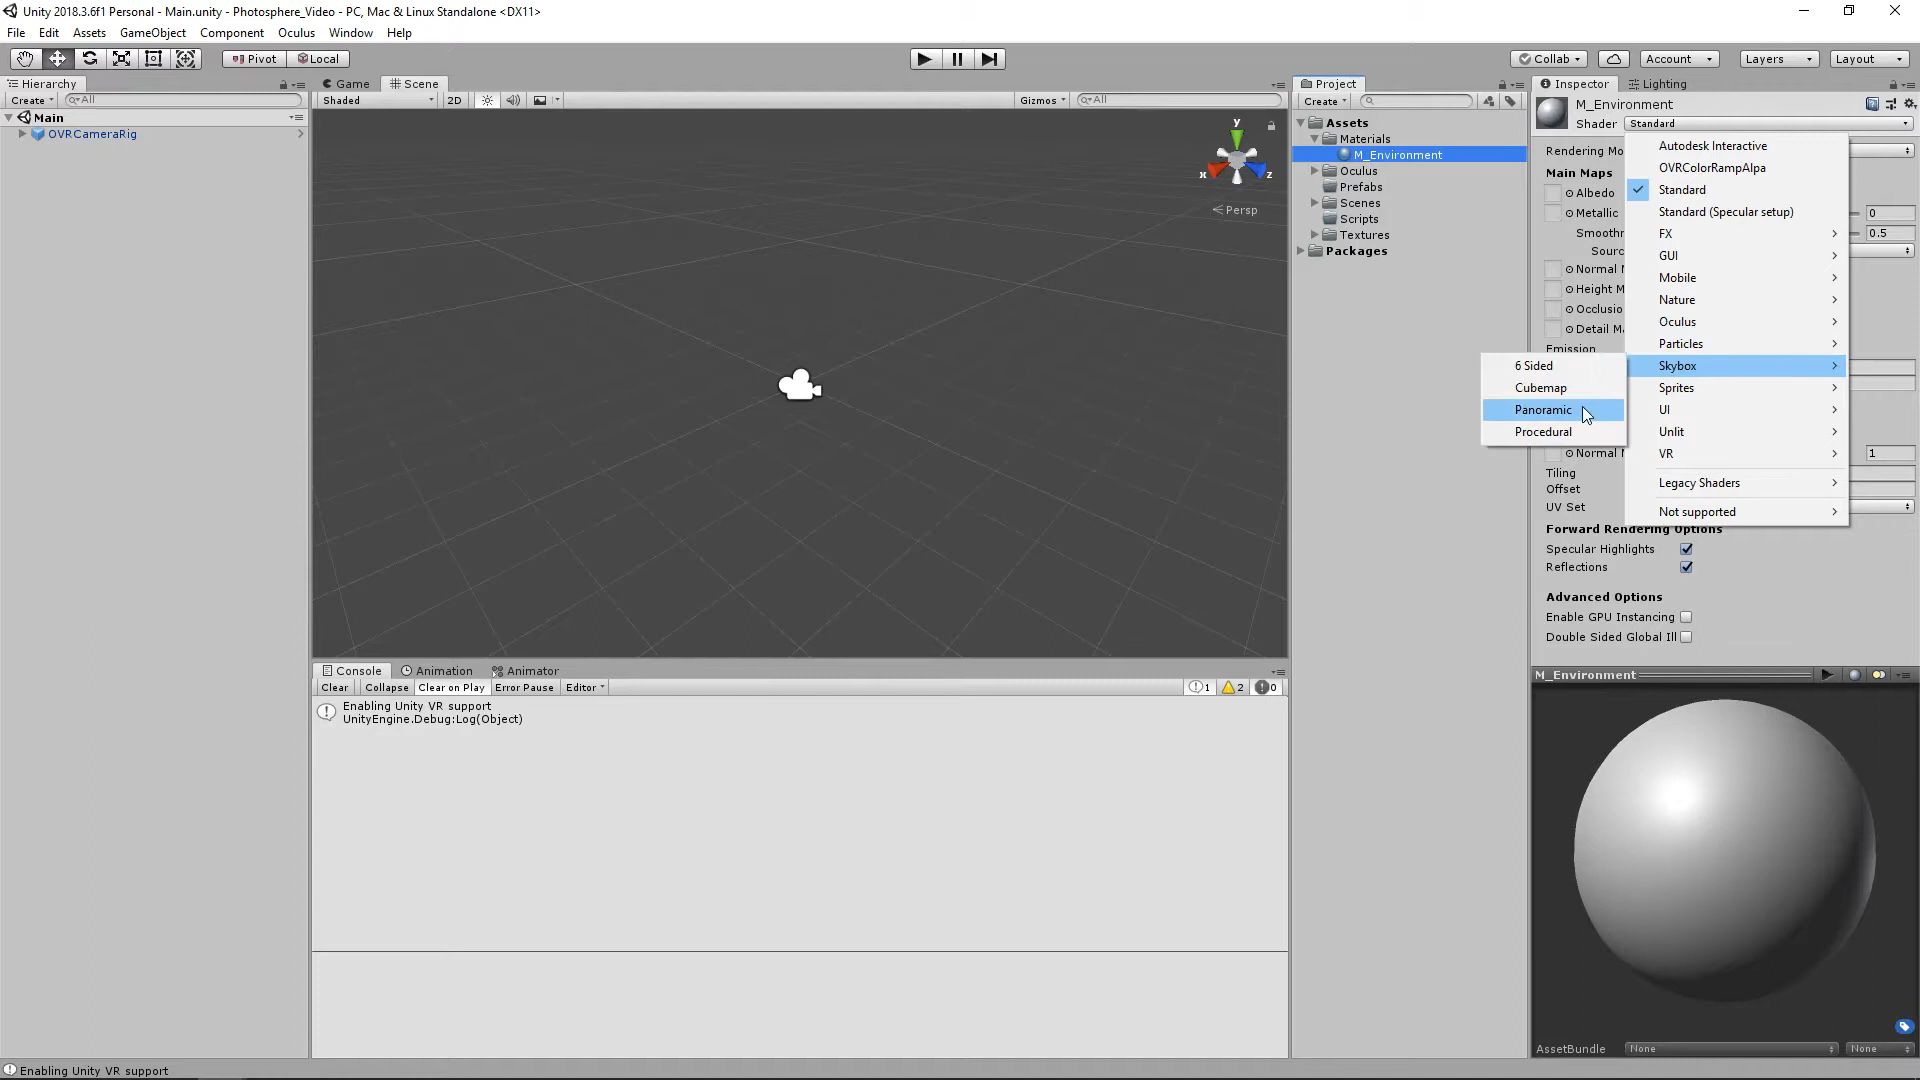 Unity 2018.3.6f1 Personal - Main.unity - Photosphere_Video - PC, Mac & Linux Standalone <DX11>
File Edit Assets GameObject Component Oculus Window Help
Pivot Local
Collab Account Layers Layout
Hierarchy
Create All
Main
OVRCameraRig
Game Scene
Shaded 2D Gizmos All
y
x z
Persp
Project
Create
Assets
Materials
M_Environment
Oculus
Prefabs
Scenes
Scripts
Textures
Packages
Inspector Lighting
M_Environment
Shader Standard
Rendering Mo
Main Maps
Albedo
Metallic 0
Smoothr 0.5
Sourc
Normal M
Height M
Occlusio
Detail Ma
Emission
Normal M 1
Tiling
Offset
UV Set
Autodesk Interactive
OVRColorRampAlpa
Standard
Standard (Specular setup)
FX
GUI
Mobile
Nature
Oculus
Particles
Skybox
Sprites
UI
Unlit
VR
Legacy Shaders
Not supported
6 Sided
Cubemap
Panoramic
Procedural
Forward Rendering Options
Specular Highlights
Reflections
Advanced Options
Enable GPU Instancing
Double Sided Global Ill
M_Environment
AssetBundle None None
Console Animation Animator
Clear Collapse Clear on Play Error Pause Editor 1 2 0
Enabling Unity VR support
UnityEngine.Debug:Log(Object)
Enabling Unity VR support